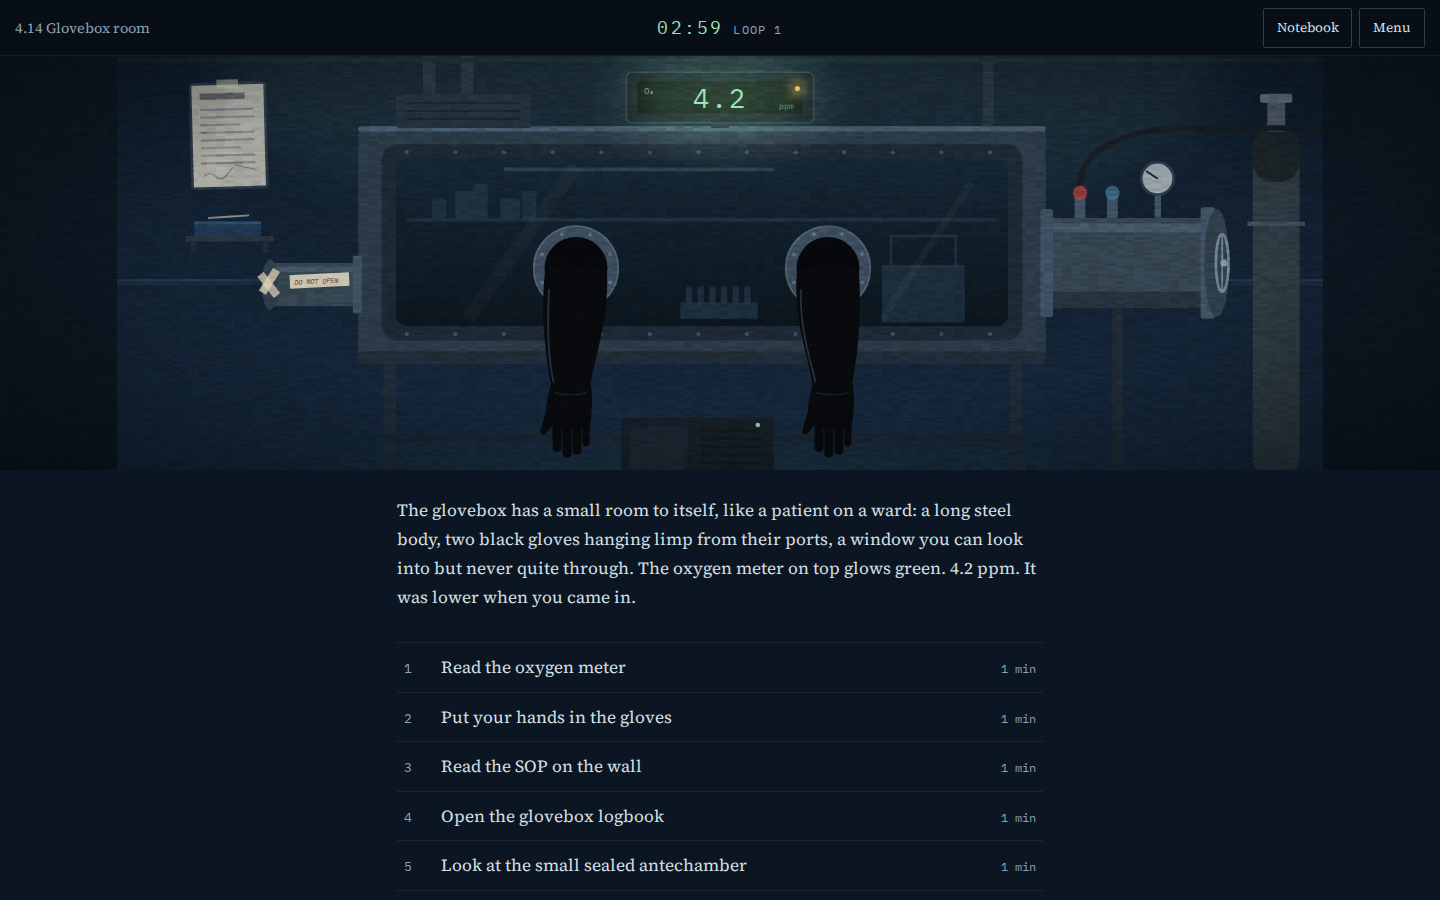 4.14 Glovebox room
02:59 LOOP 1
Notebook
Menu
O₂
4.2
ppm
DO NOT OPEN
The glovebox has a small room to itself, like a patient on a ward: a long steel
body, two black gloves hanging limp from their ports, a window you can look
into but never quite through. The oxygen meter on top glows green. 4.2 ppm. It
was lower when you came in.
1 Read the oxygen meter 1 min
2 Put your hands in the gloves 1 min
3 Read the SOP on the wall 1 min
4 Open the glovebox logbook 1 min
5 Look at the small sealed antechamber 1 min